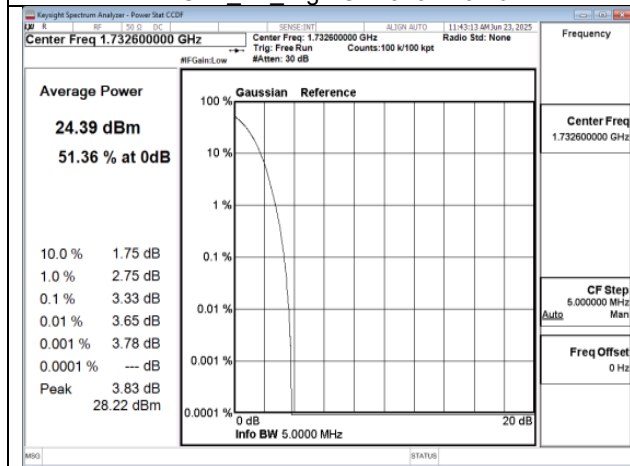 Keysight Spectrum Analyzer - Power Stat CCDF
RF 50 Ω DC SENSE:INT ALIGN AUTO 11:43:13 AM Jun 23, 2025
Center Freq 1.732600000 GHz
Center Freq: 1.732600000 GHz
Radio Std: None
Trig: Free Run
Counts:100 k/100 kpt
#IFGain:Low
#Atten: 30 dB
Frequency
Average Power
24.39 dBm
51.36 % at 0dB
10.0 % 1.75 dB
1.0 % 2.75 dB
0.1 % 3.33 dB
0.01 % 3.65 dB
0.001 % 3.78 dB
0.0001 % --- dB
Peak 3.83 dB
28.22 dBm
Gaussian Reference
100 %
10 %
1 %
0.1 %
0.01 %
0.001 %
0.0001 %
0 dB
20 dB
Info BW 5.0000 MHz
Center Freq
1.732600000 GHz
CF Step
5.000000 MHz
Auto Man
Freq Offset
0 Hz
MSG
STATUS